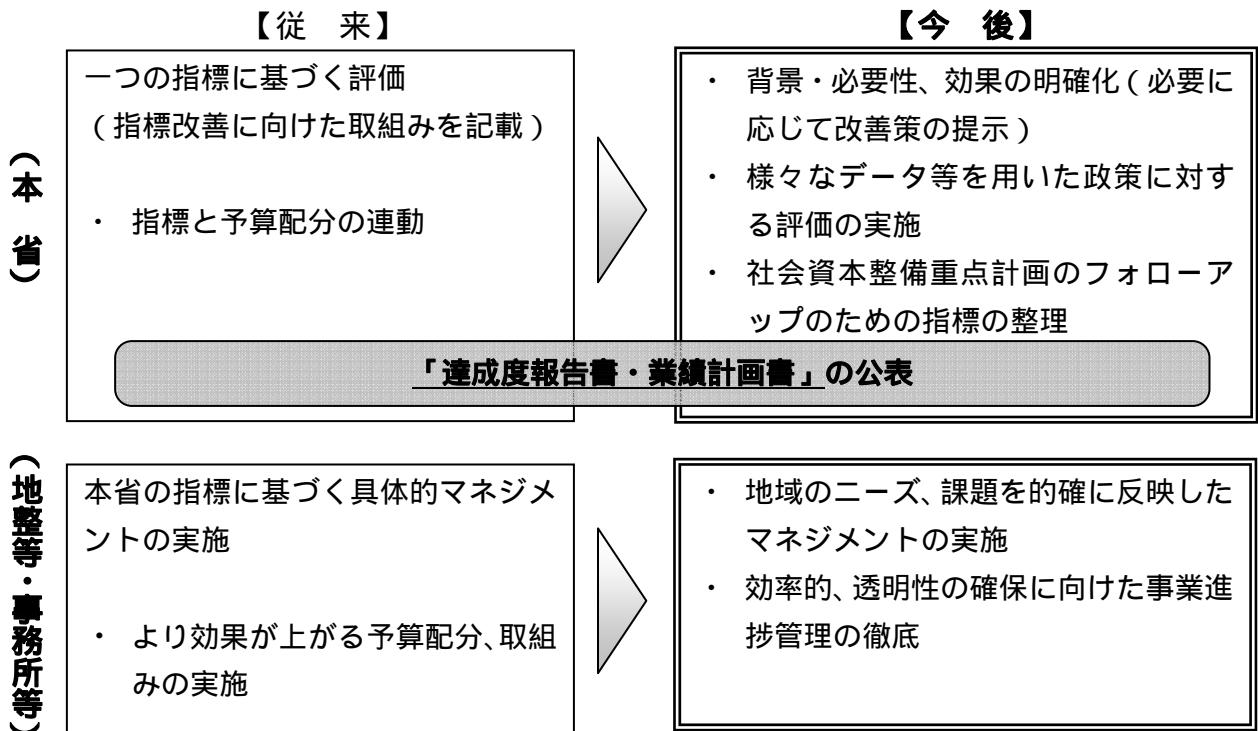 【従　来】
【今　後】
（本　省）
一つの指標に基づく評価
（指標改善に向けた取組みを記載）
・　指標と予算配分の連動
・　背景・必要性、効果の明確化（必要に
応じて改善策の提示）
・　様々なデータ等を用いた政策に対す
る評価の実施
・　社会資本整備重点計画のフォローア
ップのための指標の整理
「達成度報告書・業績計画書」の公表
（地整等・事務所等）
本省の指標に基づく具体的マネジメ
ントの実施
・　より効果が上がる予算配分、取組
みの実施
・　地域のニーズ、課題を的確に反映した
マネジメントの実施
・　効率的、透明性の確保に向けた事業進
捗管理の徹底